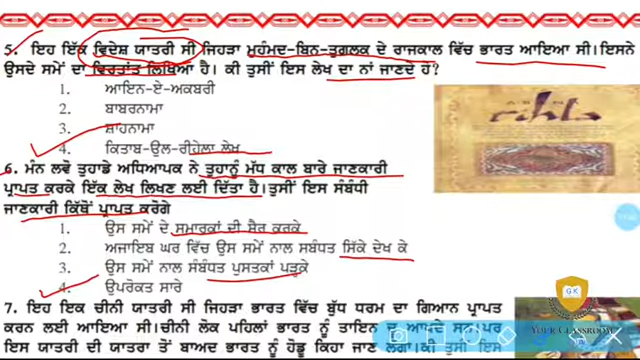 5. ਇਹ ਇੱਕ ਵਿਦੇਸ਼ ਯਾਤਰੀ ਸੀ ਜਿਹੜਾ ਮੁਹੰਮਦ-ਬਿਨ-ਤੁਗਲਕ ਦੇ ਰਾਜਕਾਲ ਵਿੱਚ ਭਾਰਤ ਆਇਆ ਸੀ। ਇਸਨੇ
ਉਸਦੇ ਸਮੇਂ ਦਾ ਵਿਰਤਾਂਤ ਲਿਖਿਆ ਹੈ। ਕੀ ਤੁਸੀਂ ਇਸ ਲੇਖ ਦਾ ਨਾਂ ਜਾਣਦੇ ਹੋ?
1. ਆਇਨ-ਏ-ਅਕਬਰੀ
2. ਬਾਬਰਨਾਮਾ
3. ਸ਼ਾਹਨਾਮਾ
4. ਕਿਤਾਬ-ਉਲ-ਰੀਹੇਲਾ ਲੇਖ
rihla
6. ਮੰਨ ਲਵੋ ਤੁਹਾਡੇ ਅਧਿਆਪਕ ਨੇ ਤੁਹਾਨੂੰ ਮੱਧ ਕਾਲ ਬਾਰੇ ਜਾਣਕਾਰੀ
ਪ੍ਰਾਪਤ ਕਰਕੇ ਇੱਕ ਲੇਖ ਲਿਖਣ ਲਈ ਦਿੱਤਾ ਹੈ। ਤੁਸੀਂ ਇਸ ਸੰਬੰਧੀ
ਜਾਣਕਾਰੀ ਕਿੱਥੋਂ ਪ੍ਰਾਪਤ ਕਰੋਗੇ
1. ਉਸ ਸਮੇਂ ਦੇ ਸਮਾਰਕਾਂ ਦੀ ਸੈਰ ਕਰਕੇ
2. ਅਜਾਇਬ ਘਰ ਵਿੱਚ ਉਸ ਸਮੇਂ ਨਾਲ ਸਬੰਧਤ ਸਿੱਕੇ ਦੇਖ ਕੇ
3. ਉਸ ਸਮੇਂ ਨਾਲ ਸੰਬੰਧਤ ਪੁਸਤਕਾਂ ਪੜ੍ਹਕੇ
4. ਉਪਰੋਕਤ ਸਾਰੇ
GK
YOUR CLASSROOM
7. ਇਹ ਇਕ ਚੀਨੀ ਯਾਤਰੀ ਸੀ ਜਿਹੜਾ ਭਾਰਤ ਵਿੱਚ ਬੁੱਧ ਧਰਮ ਦਾ ਗਿਆਨ ਪ੍ਰਾਪਤ
ਕਰਨ ਲਈ ਆਇਆ ਸੀ। ਚੀਨੀ ਲੋਕ ਪਹਿਲਾਂ ਭਾਰਤ ਨੂੰ ਤਾਇਨ ਪਰ
ਇਸ ਯਾਤਰੀ ਦੀ ਯਾਤਰਾ ਤੋਂ ਬਾਅਦ ਭਾਰਤ ਨੂੰ ਹੋਡੂ ਕਿਹਾ ਜਾਣ ਲੱਗਾ। ਕੀ ਤੁਸੀਂ ਇਸ